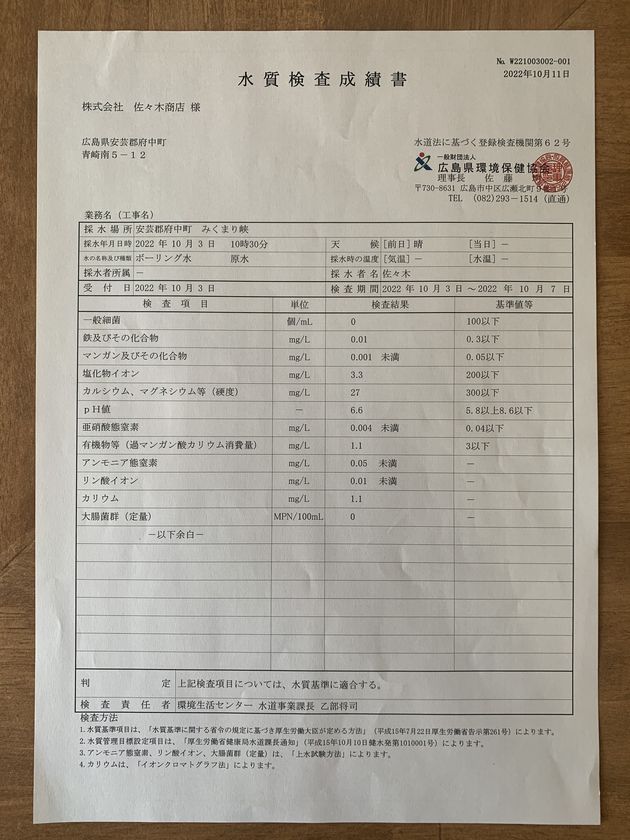 № W221003002-001
2022年10月11日
水質検査成績書
株式会社 佐々木商店 様
広島県安芸郡府中町
青崎南5－12
水道法に基づく登録検査機関第62号
一般財団法人
広島県環境保健協会
理事長 佐藤
〒730-8631 広島市中区広瀬北町9番1号
TEL (082)293－1514 (直通)
業務名（工事名）
採水場所 安芸郡府中町 みくまり峡
採水年月日時 2022 年 10 月 3 日 10時30分 天候 [前日] 晴 [当日] －
水の名称及び種類 ボーリング水 原水 採水時の温度 [気温] － [水温] －
採水者所属 － 採水者名 佐々木
受付日 2022 年 10 月 3 日 検査期間 2022 年 10 月 3 日 ～2022 年 10 月 7 日
検査項目 単位 検査結果 基準値等
一般細菌 個/mL 0 100以下
鉄及びその化合物 mg/L 0.01 0.3以下
マンガン及びその化合物 mg/L 0.001 未満 0.05以下
塩化物イオン mg/L 3.3 200以下
カルシウム、マグネシウム等（硬度） mg/L 27 300以下
pH値 － 6.6 5.8以上8.6以下
亜硝酸態窒素 mg/L 0.004 未満 0.04以下
有機物等（過マンガン酸カリウム消費量） mg/L 1.1 3以下
アンモニア態窒素 mg/L 0.05 未満 －
リン酸イオン mg/L 0.01 未満 －
カリウム mg/L 1.1 －
大腸菌群（定量） MPN/100mL 0 －
－以下余白－
判定 上記検査項目については、水質基準に適合する。
検査責任者 環境生活センター 水道事業課長 乙部将司
検査方法
1. 水質基準項目は、「水質基準に関する省令の規定に基づき厚生労働大臣が定める方法」（平成15年7月22日厚生労働省告示第261号）によります。
2. 水質管理目標設定項目は、「厚生労働省健康局水道課長通知」（平成15年10月10日健水発第1010001号）によります。
3. アンモニア態窒素、リン酸イオン、大腸菌群（定量）は、「上水試験方法」によります。
4. カリウムは、「イオンクロマトグラフ法」によります。